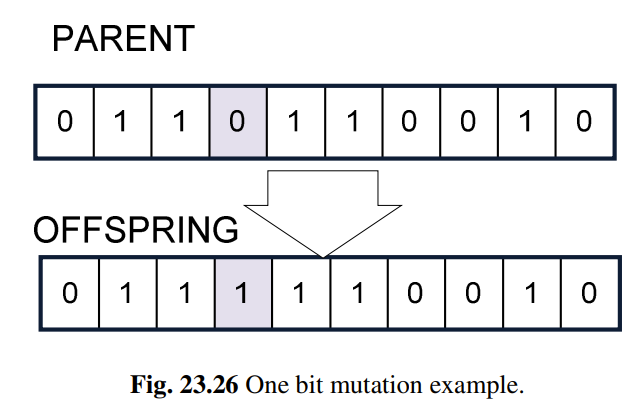 PARENT
0 1 1 0 1 1 0 0 1 0
OFFSPRING
0 1 1 1 1 1 0 0 1 0
Fig. 23.26 One bit mutation example.